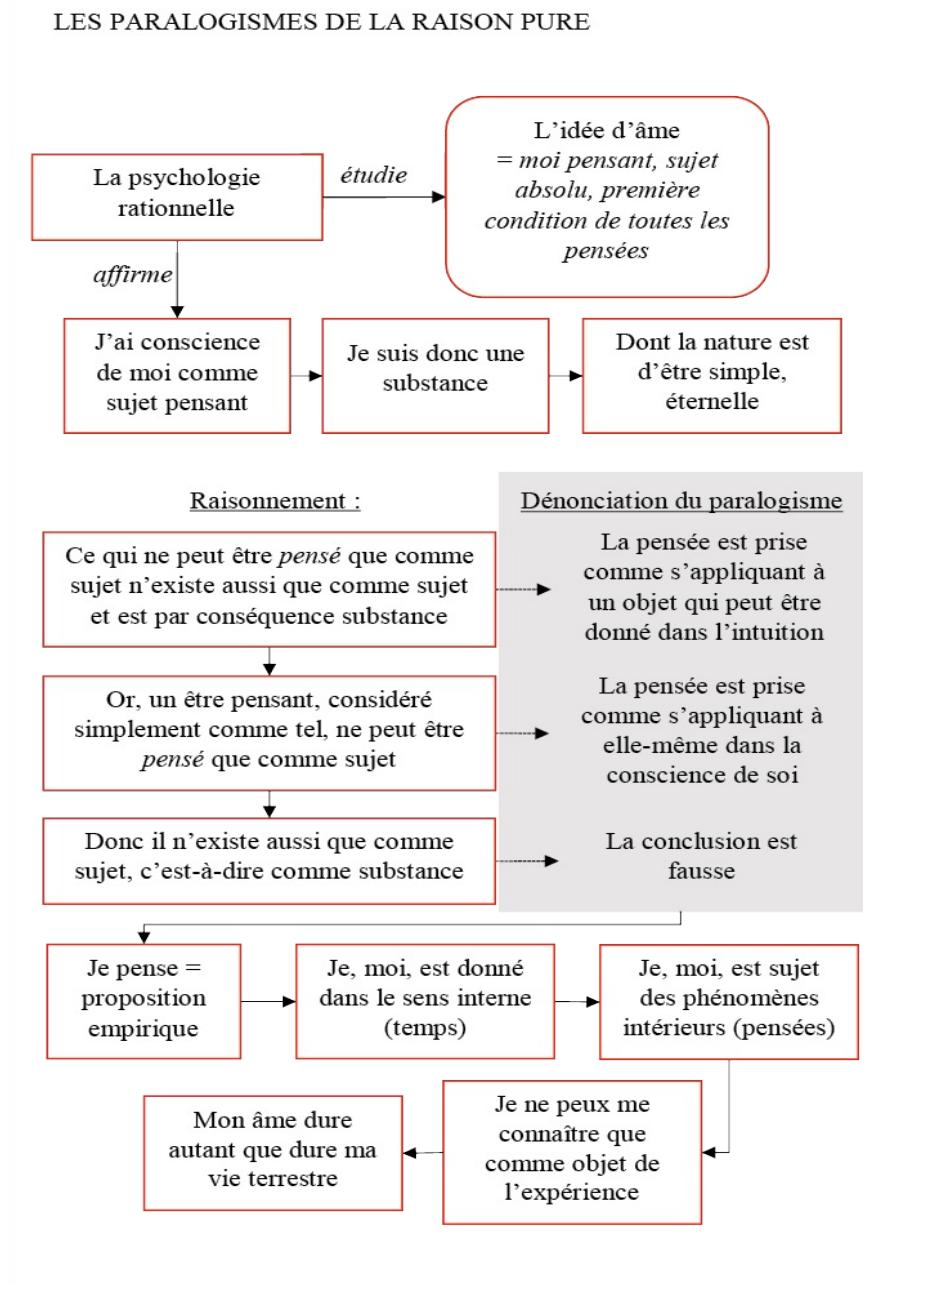 LES PARALOGISMES DE LA RAISON PURE
La psychologie
rationnelle
étudie
L'idée d'âme
= moi pensant, sujet
absolu, première
condition de toutes les
pensées
affirme
J'ai conscience
de moi comme
sujet pensant
Je suis donc une
substance
Dont la nature est
d'être simple,
éternelle
Raisonnement :
Dénonciation du paralogisme
Ce qui ne peut être pensé que comme
sujet n'existe aussi que comme sujet
et est par conséquence substance
La pensée est prise
comme s'appliquant à
un objet qui peut être
donné dans l'intuition
Or, un être pensant, considéré
simplement comme tel, ne peut être
pensé que comme sujet
La pensée est prise
comme s'appliquant à
elle-même dans la
conscience de soi
Donc il n'existe aussi que comme
sujet, c'est-à-dire comme substance
La conclusion est
fausse
Je pense =
proposition
empirique
Je, moi, est donné
dans le sens interne
(temps)
Je, moi, est sujet
des phénomènes
intérieurs (pensées)
Je ne peux me
connaître que
comme objet de
l'expérience
Mon âme dure
autant que dure ma
vie terrestre